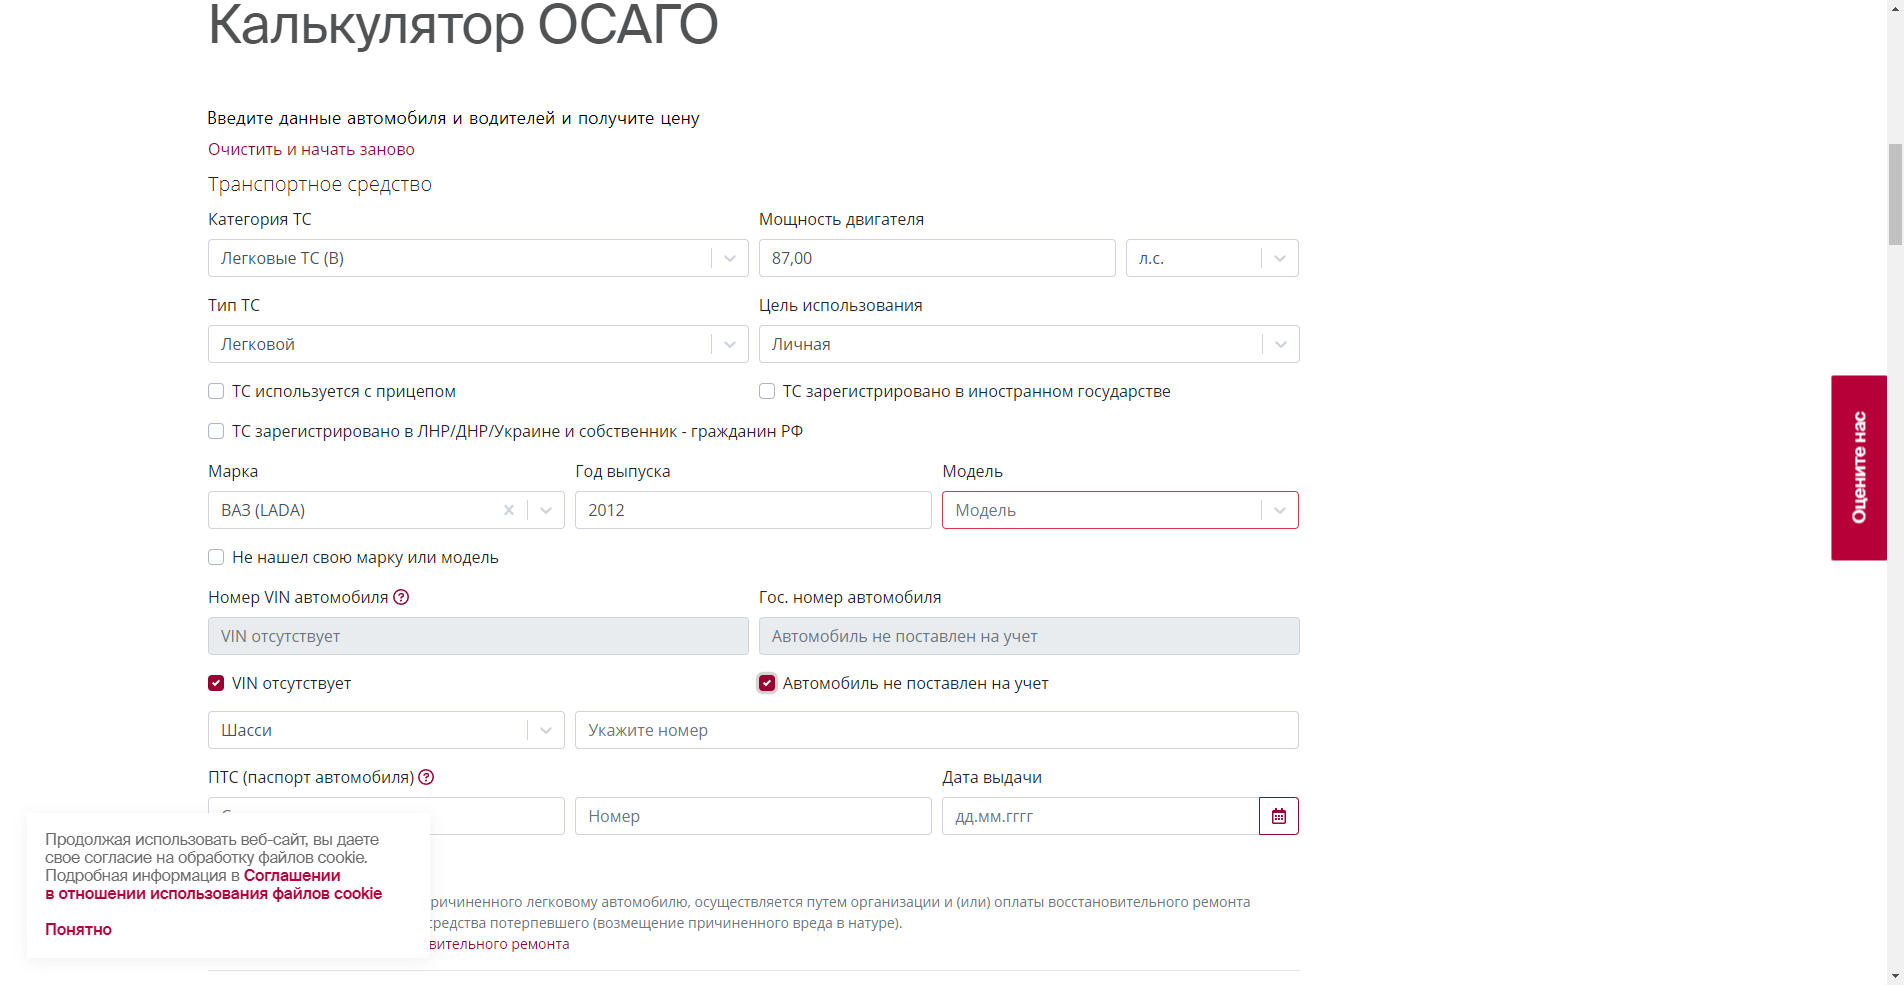 Калькулятор ОСАГО
Введите данные автомобиля и водителей и получите цену
Очистить и начать заново
Транспортное средство
Категория ТС
Мощность двигателя
Легковые ТС (B)
87,00
л.с.
Тип ТС
Цель использования
Легковой
Личная
ТС используется с прицепом
ТС зарегистрировано в иностранном государстве
ТС зарегистрировано в ЛНР/ДНР/Украине и собственник - гражданин РФ
Марка
Год выпуска
Модель
ВАЗ (LADA)
2012
Модель
Не нашел свою марку или модель
Номер VIN автомобиля
Гос. номер автомобиля
VIN отсутствует
Автомобиль не поставлен на учет
VIN отсутствует
Автомобиль не поставлен на учет
Шасси
Укажите номер
ПТС (паспорт автомобиля)
Дата выдачи
Номер
дд.мм.гггг
Продолжая использовать веб-сайт, вы даете
свое согласие на обработку файлов cookie.
Подробная информация в Соглашении
в отношении использования файлов cookie
Понятно
ричиненного легковому автомобилю, осуществляется путем организации и (или) оплаты восстановительного ремонта
средства потерпевшего (возмещение причиненного вреда в натуре).
вительного ремонта
Оцените нас